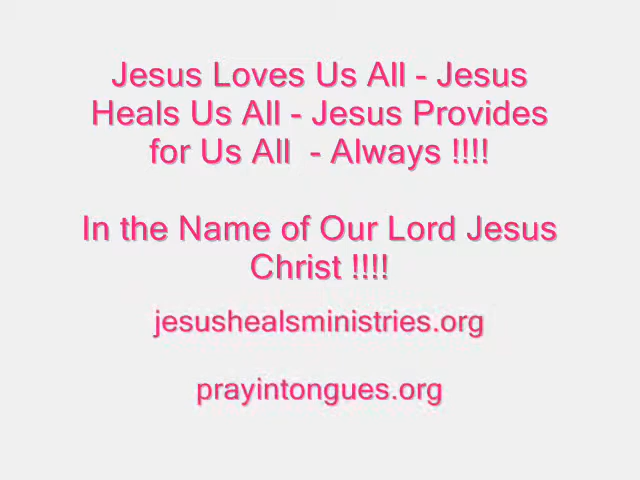 Jesus Loves Us All - Jesus
Heals Us All - Jesus Provides
for Us All  - Always !!!!
In the Name of Our Lord Jesus
Christ !!!!
jesushealsministries.org
prayintongues.org